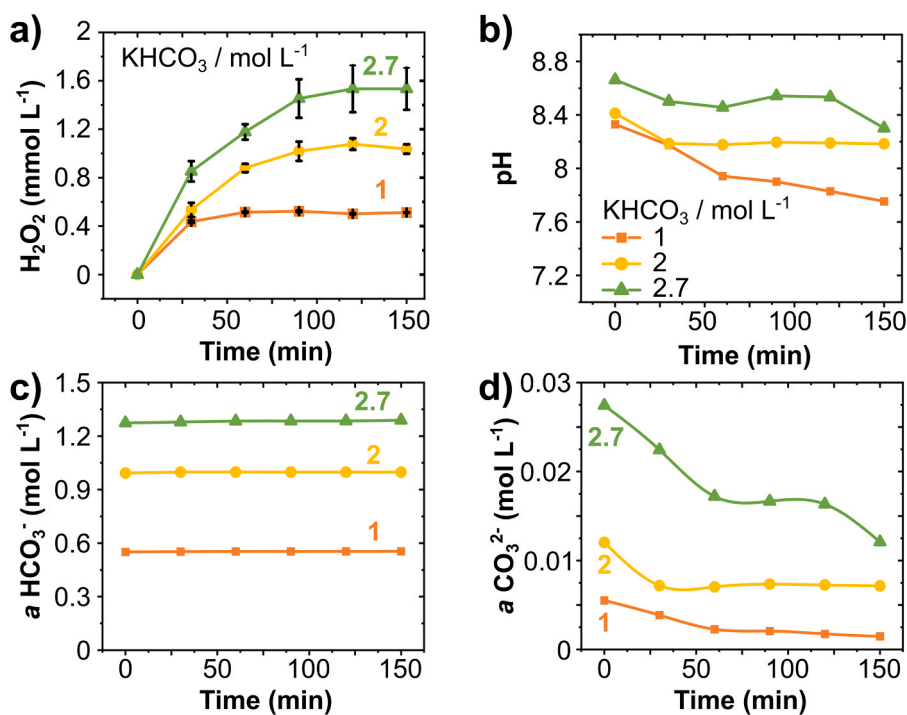 a)
KHCO₃ / mol L⁻¹
2.7
2
1
H₂O₂ (mmol L⁻¹)
2
1.6
1.2
0.8
0.4
0
0 50 100 150
Time (min)
b)
pH
8.8
8.4
8
7.6
7.2
KHCO₃ / mol L⁻¹
1
2
2.7
0 50 100 150
Time (min)
c)
a HCO₃⁻ (mol L⁻¹)
1.5
1.2
0.9
0.6
0.3
0
2.7
2
1
0 50 100 150
Time (min)
d)
a CO₃²⁻ (mol L⁻¹)
0.03
0.02
0.01
0
2.7
2
1
0 50 100 150
Time (min)